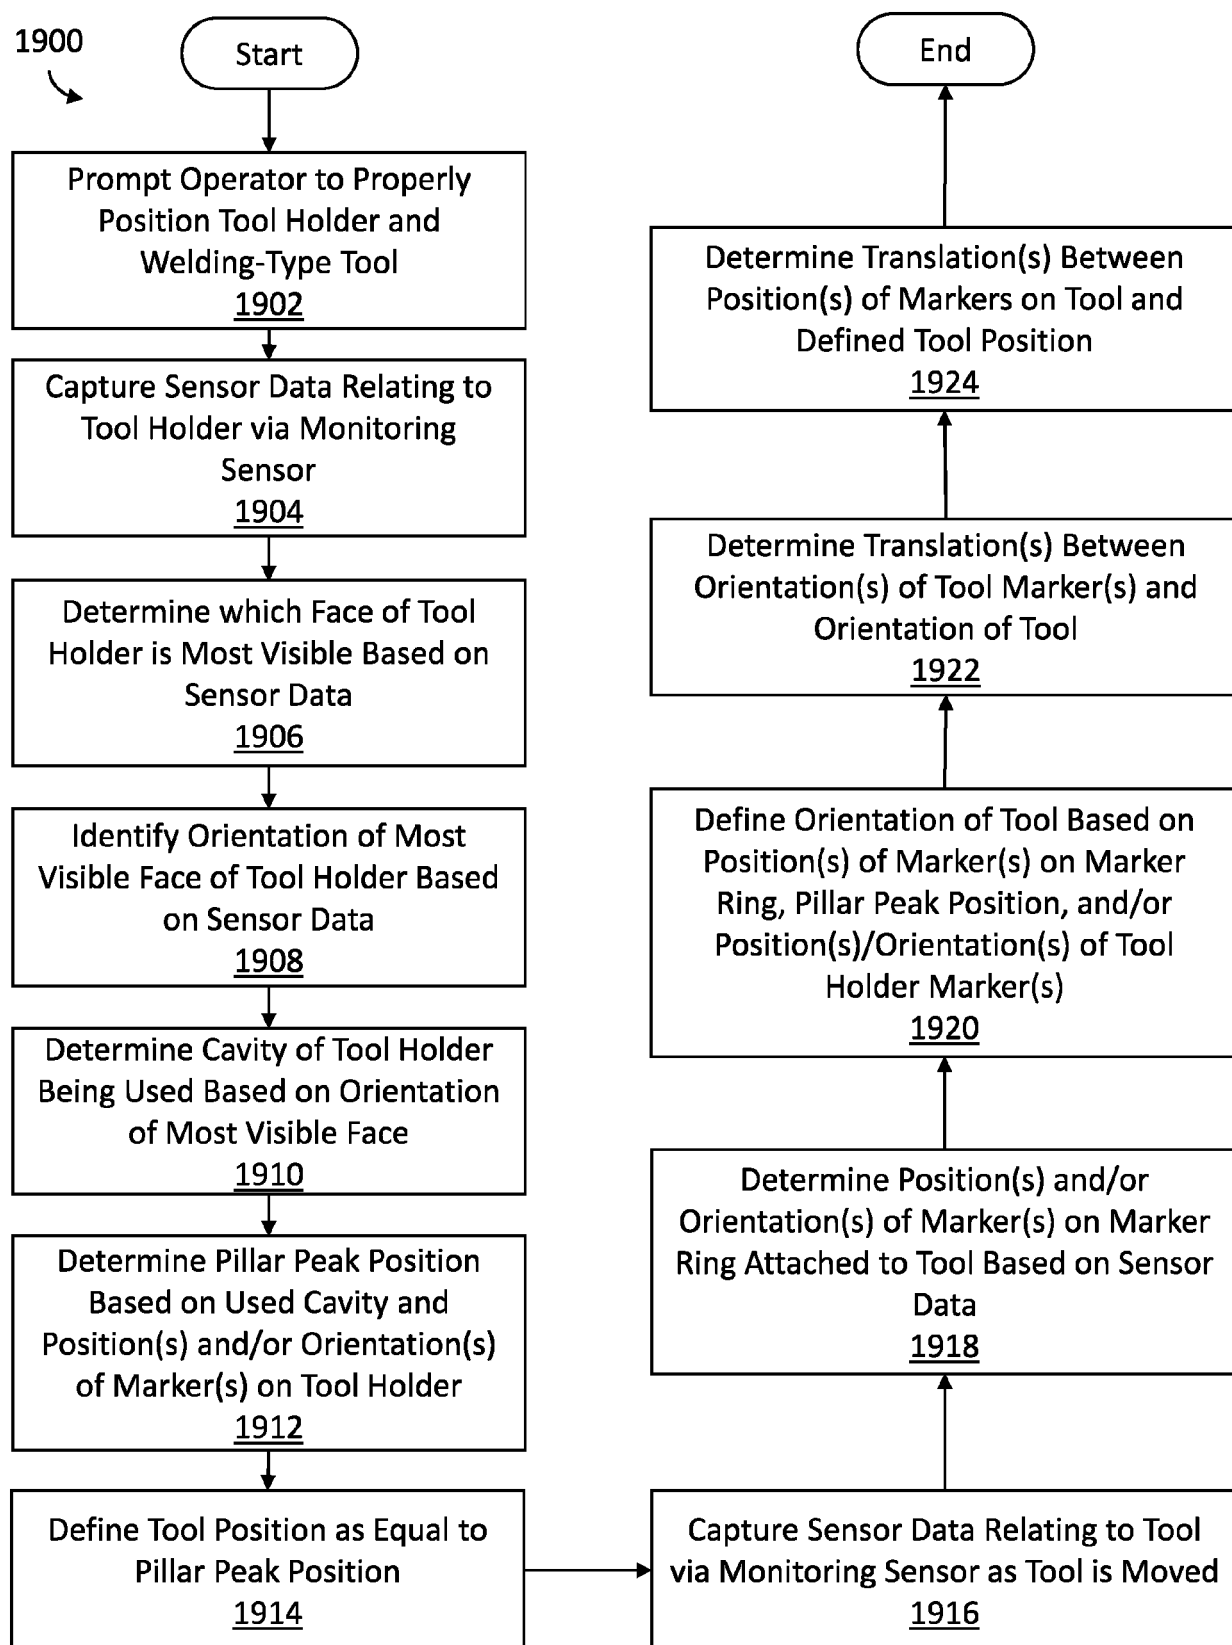 1900
Start
Prompt Operator to Properly
Position Tool Holder and
Welding-Type Tool
1902
Capture Sensor Data Relating to
Tool Holder via Monitoring
Sensor
1904
Determine which Face of Tool
Holder is Most Visible Based on
Sensor Data
1906
Identify Orientation of Most
Visible Face of Tool Holder Based
on Sensor Data
1908
Determine Cavity of Tool Holder
Being Used Based on Orientation
of Most Visible Face
1910
Determine Pillar Peak Position
Based on Used Cavity and
Position(s) and/or Orientation(s)
of Marker(s) on Tool Holder
1912
Define Tool Position as Equal to
Pillar Peak Position
1914
Capture Sensor Data Relating to Tool
via Monitoring Sensor as Tool is Moved
1916
Determine Position(s) and/or
Orientation(s) of Marker(s) on Marker
Ring Attached to Tool Based on Sensor
Data
1918
Define Orientation of Tool Based on
Position(s) of Marker(s) on Marker
Ring, Pillar Peak Position, and/or
Position(s)/Orientation(s) of Tool
Holder Marker(s)
1920
Determine Translation(s) Between
Orientation(s) of Tool Marker(s) and
Orientation of Tool
1922
Determine Translation(s) Between
Position(s) of Markers on Tool and
Defined Tool Position
1924
End